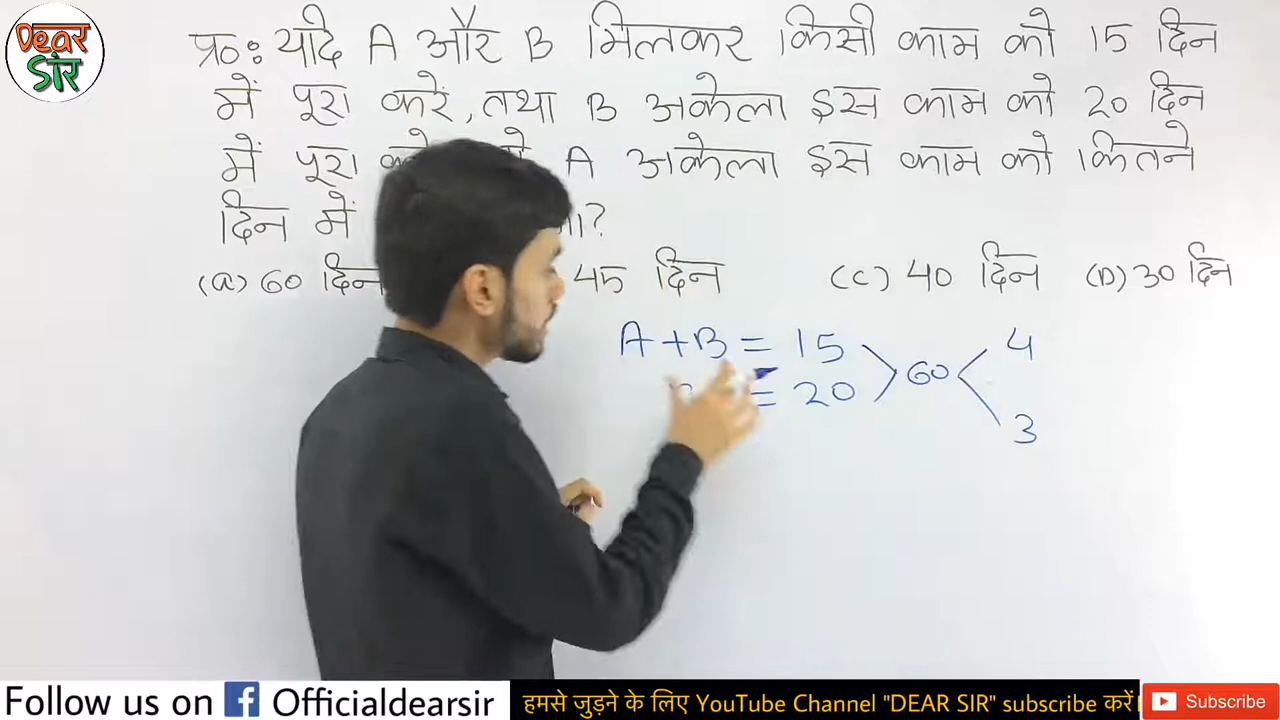 Dear
Sir
प्र०: यदि A और B मिलकर किसी काम को 15 दिन
में पूरा करें, तथा B अकेला इस काम को 20 दिन
में पूरा A अकेला इस काम को कितने
दिन में ?
(a) 60 दिन 45 दिन (C) 40 दिन (D) 30 दिन
A + B = 15 60 4
= 20 3
Follow us on f Officialdearsir
हमसे जुड़ने के लिए YouTube Channel "DEAR SIR" subscribe करें।
Subscribe